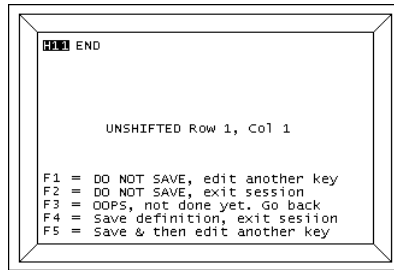 H11 END
UNSHIFTED Row 1, Col 1
F1 = DO NOT SAVE, edit another key
F2 = DO NOT SAVE, exit session
F3 = OOPS, not done yet. Go back
F4 = Save definition, exit sesiion
F5 = Save & then edit another key